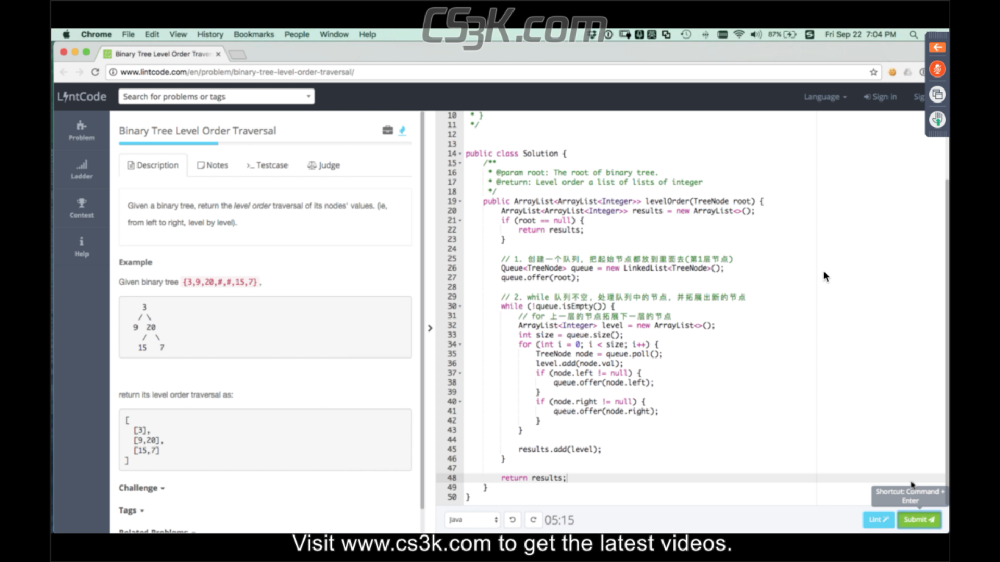 CS3K.com
Chrome File Edit View History Bookmarks People Window Help
87%
Fri Sep 22 7:04 PM
Binary Tree Level Order Traver
www.lintcode.com/en/problem/binary-tree-level-order-traversal/
LintCode
Search for problems or tags
Language
Sign in
Sig
Problem
Ladder
Contest
Help
Binary Tree Level Order Traversal
Description
Notes
>_ Testcase
Judge
Given a binary tree, return the level order traversal of its nodes' values. (ie,
from left to right, level by level).
Example
Given binary tree {3,9,20,#,#,15,7},
3
/ \
9 20
/ \
15 7
return its level order traversal as:
[
[3],
[9,20],
[15,7]
]
Challenge
Tags
Related Problems
10 * }
11 */
12
13
14 public class Solution {
15 /**
16 * @param root: The root of binary tree.
17 * @return: Level order a list of lists of integer
18 */
19 public ArrayList<ArrayList<Integer>> levelOrder(TreeNode root) {
20 ArrayList<ArrayList<Integer>> results = new ArrayList<>();
21 if (root == null) {
22 return results;
23 }
24
25 // 1. 创建一个队列，把起始节点都放到里面去(第1层节点)
26 Queue<TreeNode> queue = new LinkedList<TreeNode>();
27 queue.offer(root);
28
29 // 2. while 队列不空，处理队列中的节点，并拓展出新的节点
30 while (!queue.isEmpty()) {
31 // for 上一层的节点拓展下一层的节点
32 ArrayList<Integer> level = new ArrayList<>();
33 int size = queue.size();
34 for (int i = 0; i < size; i++) {
35 TreeNode node = queue.poll();
36 level.add(node.val);
37 if (node.left != null) {
38 queue.offer(node.left);
39 }
40 if (node.right != null) {
41 queue.offer(node.right);
42 }
43 }
44
45 results.add(level);
46 }
47
48 return results;
49 }
50 }
Shortcut: Command +
Enter
Java
05:15
Lint
Submit
Visit www.cs3k.com to get the latest videos.